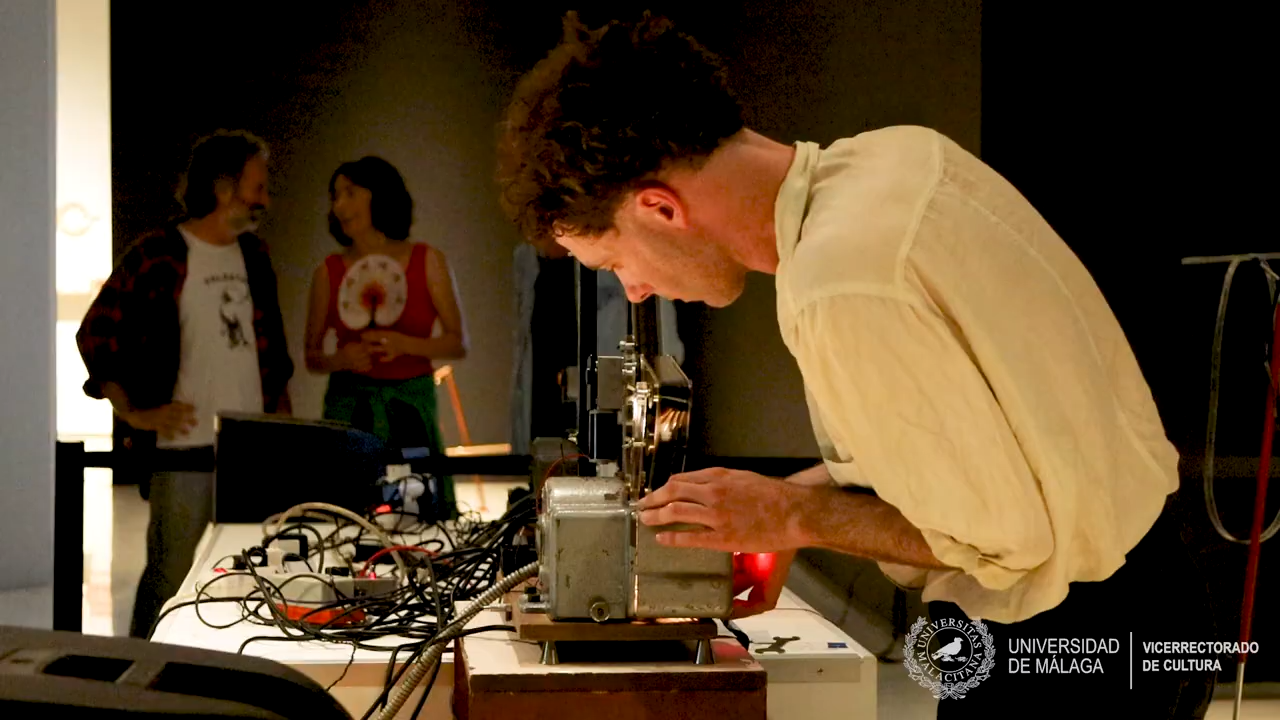 UNIVERSITAS MALACITANA
UNIVERSIDAD
DE MÁLAGA
VICERRECTORADO
DE CULTURA